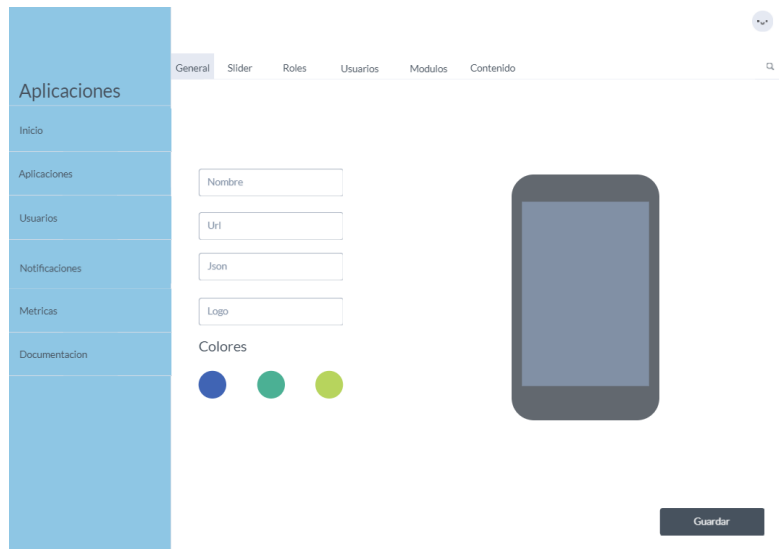 General Slider Roles Usuarios Modulos Contenido
Aplicaciones
Inicio
Aplicaciones
Usuarios
Notificaciones
Metricas
Documentacion
Nombre
Url
Json
Logo
Colores
Guardar